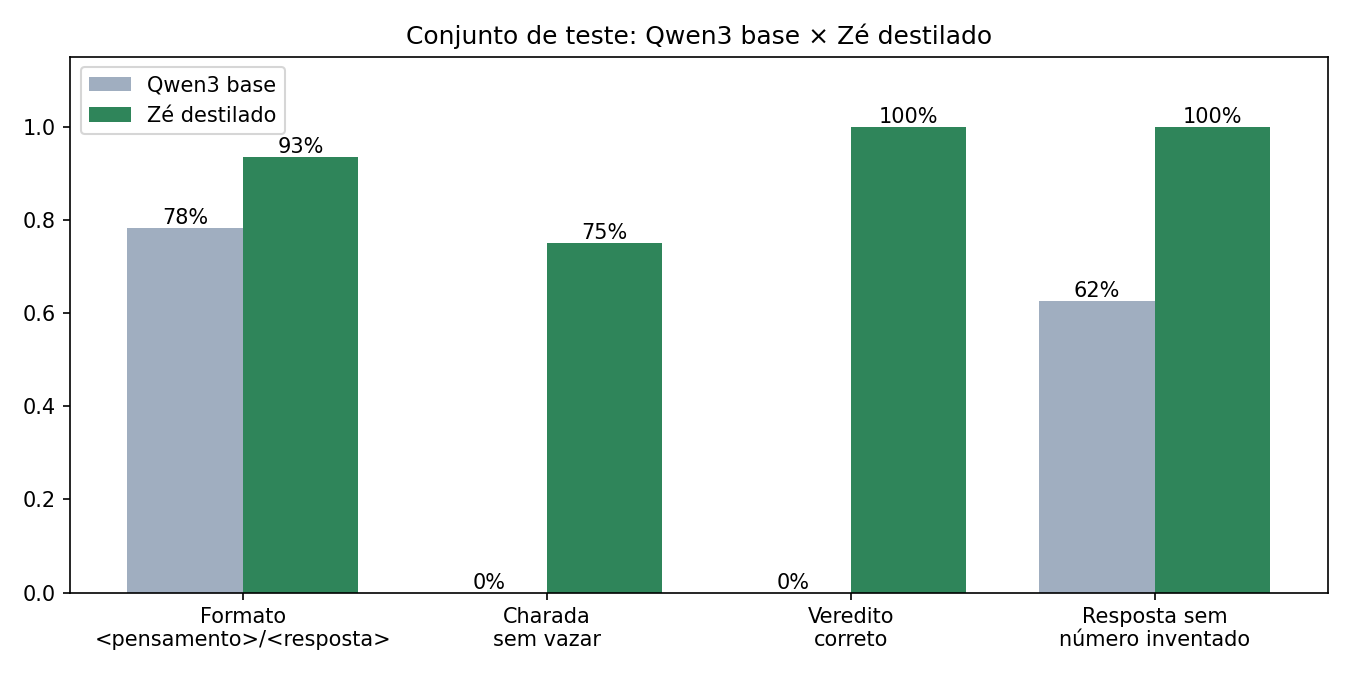 Conjunto de teste: Qwen3 base × Zé destilado
Qwen3 base
Zé destilado
1.0
0.8
0.6
0.4
0.2
0.0
78%
93%
0%
75%
0%
100%
62%
100%
Formato
<pensamento>/<resposta>
Charada
sem vazar
Veredito
correto
Resposta sem
número inventado